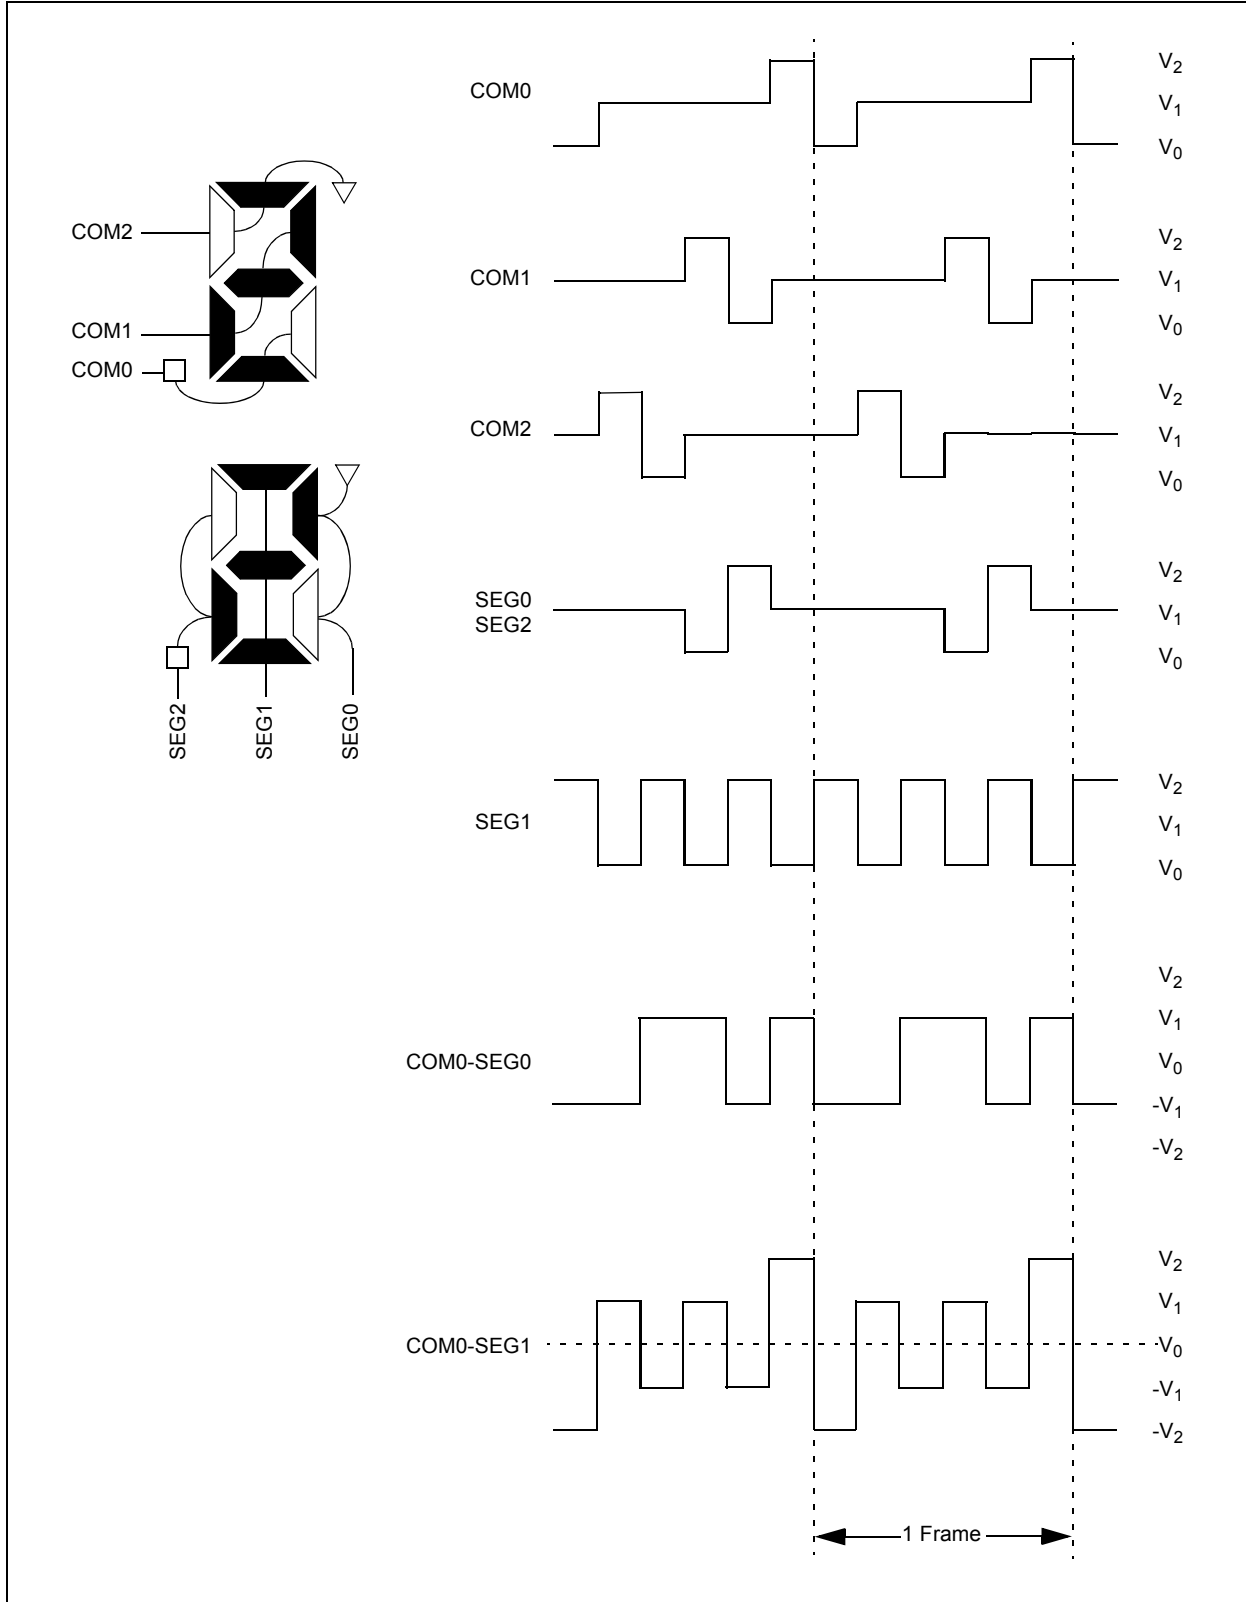 COM2
COM1
COM0
SEG2
SEG1
SEG0
COM0
V2
V1
V0
COM1
V2
V1
V0
COM2
V2
V1
V0
SEG0
SEG2
V2
V1
V0
SEG1
V2
V1
V0
COM0-SEG0
V2
V1
V0
-V1
-V2
COM0-SEG1
V2
V1
V0
-V1
-V2
1 Frame